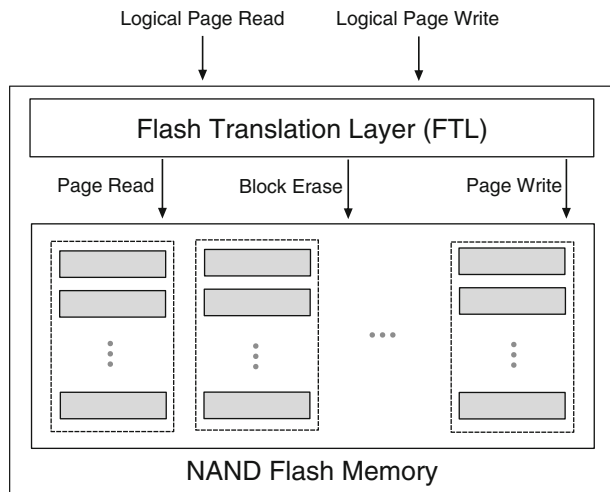 Logical Page Read Logical Page Write
Flash Translation Layer (FTL)
Page Read Block Erase Page Write
NAND Flash Memory